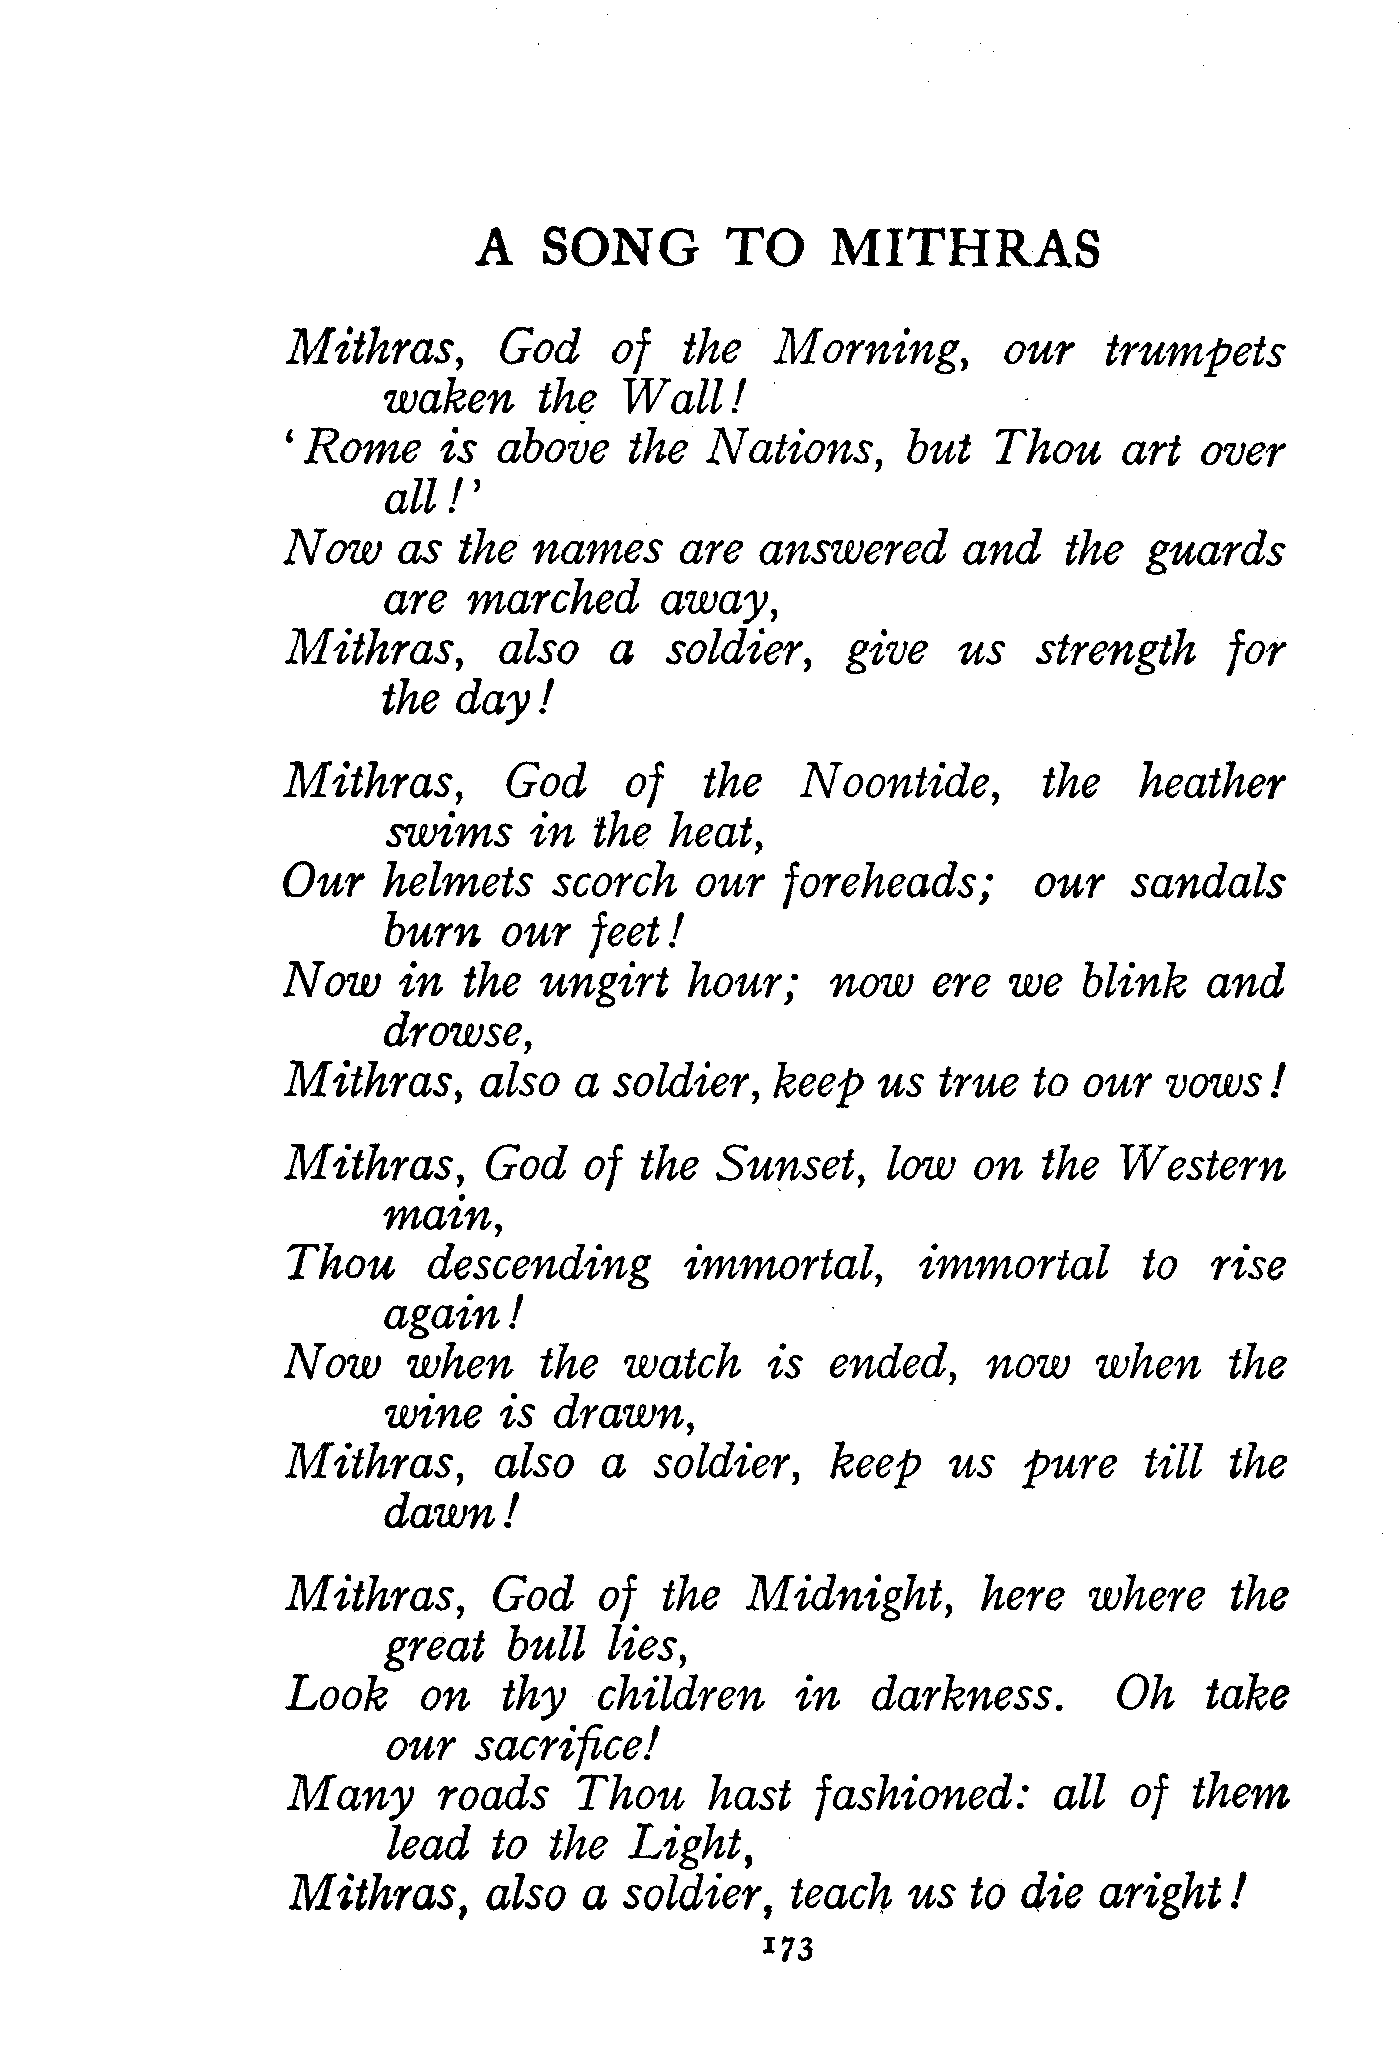 A SONG TO MITHRAS
Mithras, God of the Morning, our trumpets
waken the Wall!
‘Rome is above the Nations, but Thou art over
all!’
Now as the names are answered and the guards
are marched away,
Mithras, also a soldier, give us strength for
the day!
Mithras, God of the Noontide, the heather
swims in the heat,
Our helmets scorch our foreheads; our sandals
burn our feet!
Now in the ungirt hour; now ere we blink and
drowse,
Mithras, also a soldier, keep us true to our vows!
Mithras, God of the Sunset, low on the Western
main,
Thou descending immortal, immortal to rise
again!
Now when the watch is ended, now when the
wine is drawn,
Mithras, also a soldier, keep us pure till the
dawn!
Mithras, God of the Midnight, here where the
great bull lies,
Look on thy children in darkness. Oh take
our sacrifice!
Many roads Thou hast fashioned: all of them
lead to the Light,
Mithras, also a soldier, teach us to die aright!
173